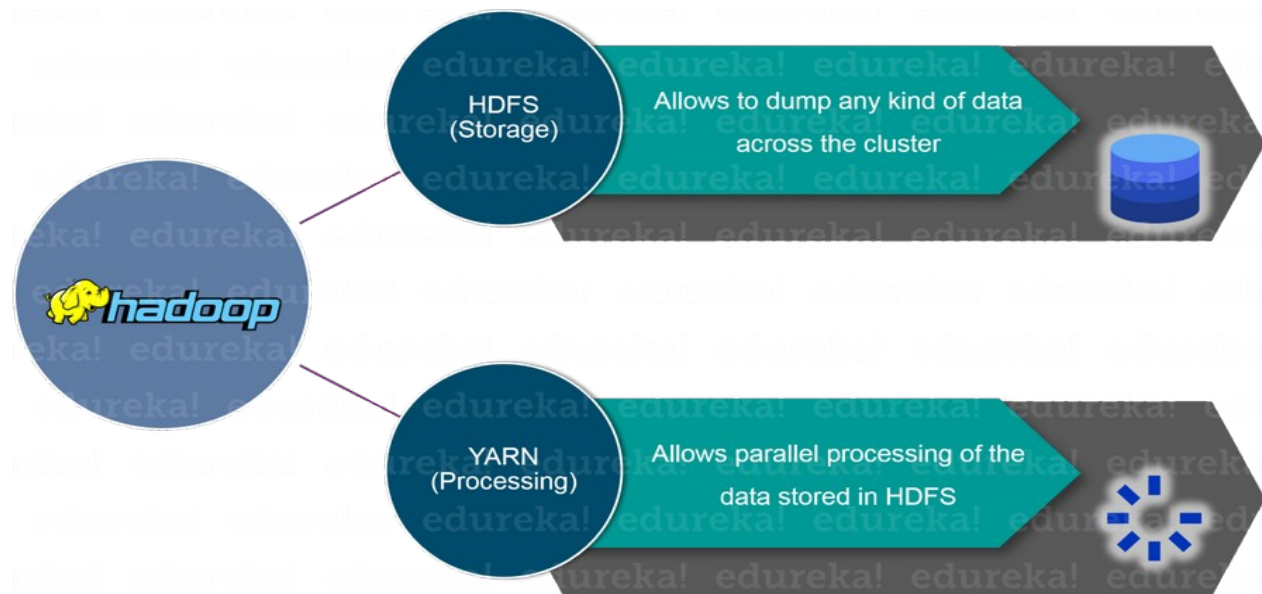 hadoop
HDFS
(Storage)
Allows to dump any kind of data
across the cluster
YARN
(Processing)
Allows parallel processing of the
data stored in HDFS
edureka!